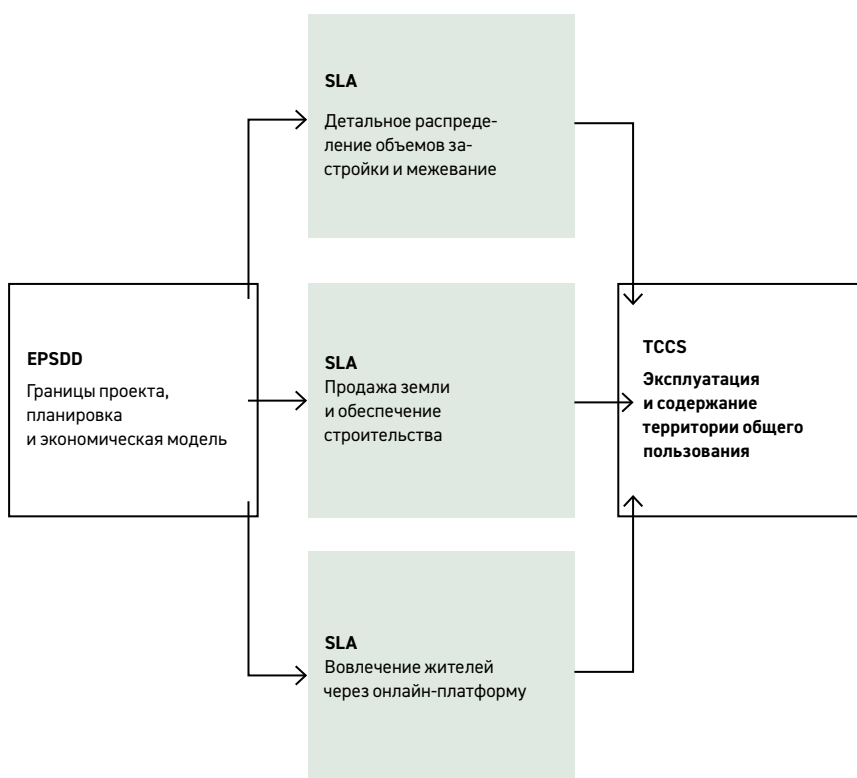 SLA
Детальное распреде-
ление объемов за-
стройки и межевание
EPSDD
Границы проекта,
планировка
и экономическая модель
SLA
Продажа земли
и обеспечение
строительства
TCCS
Эксплуатация
и содержание
территории общего
пользования
SLA
Вовлечение жителей
через онлайн-платформу